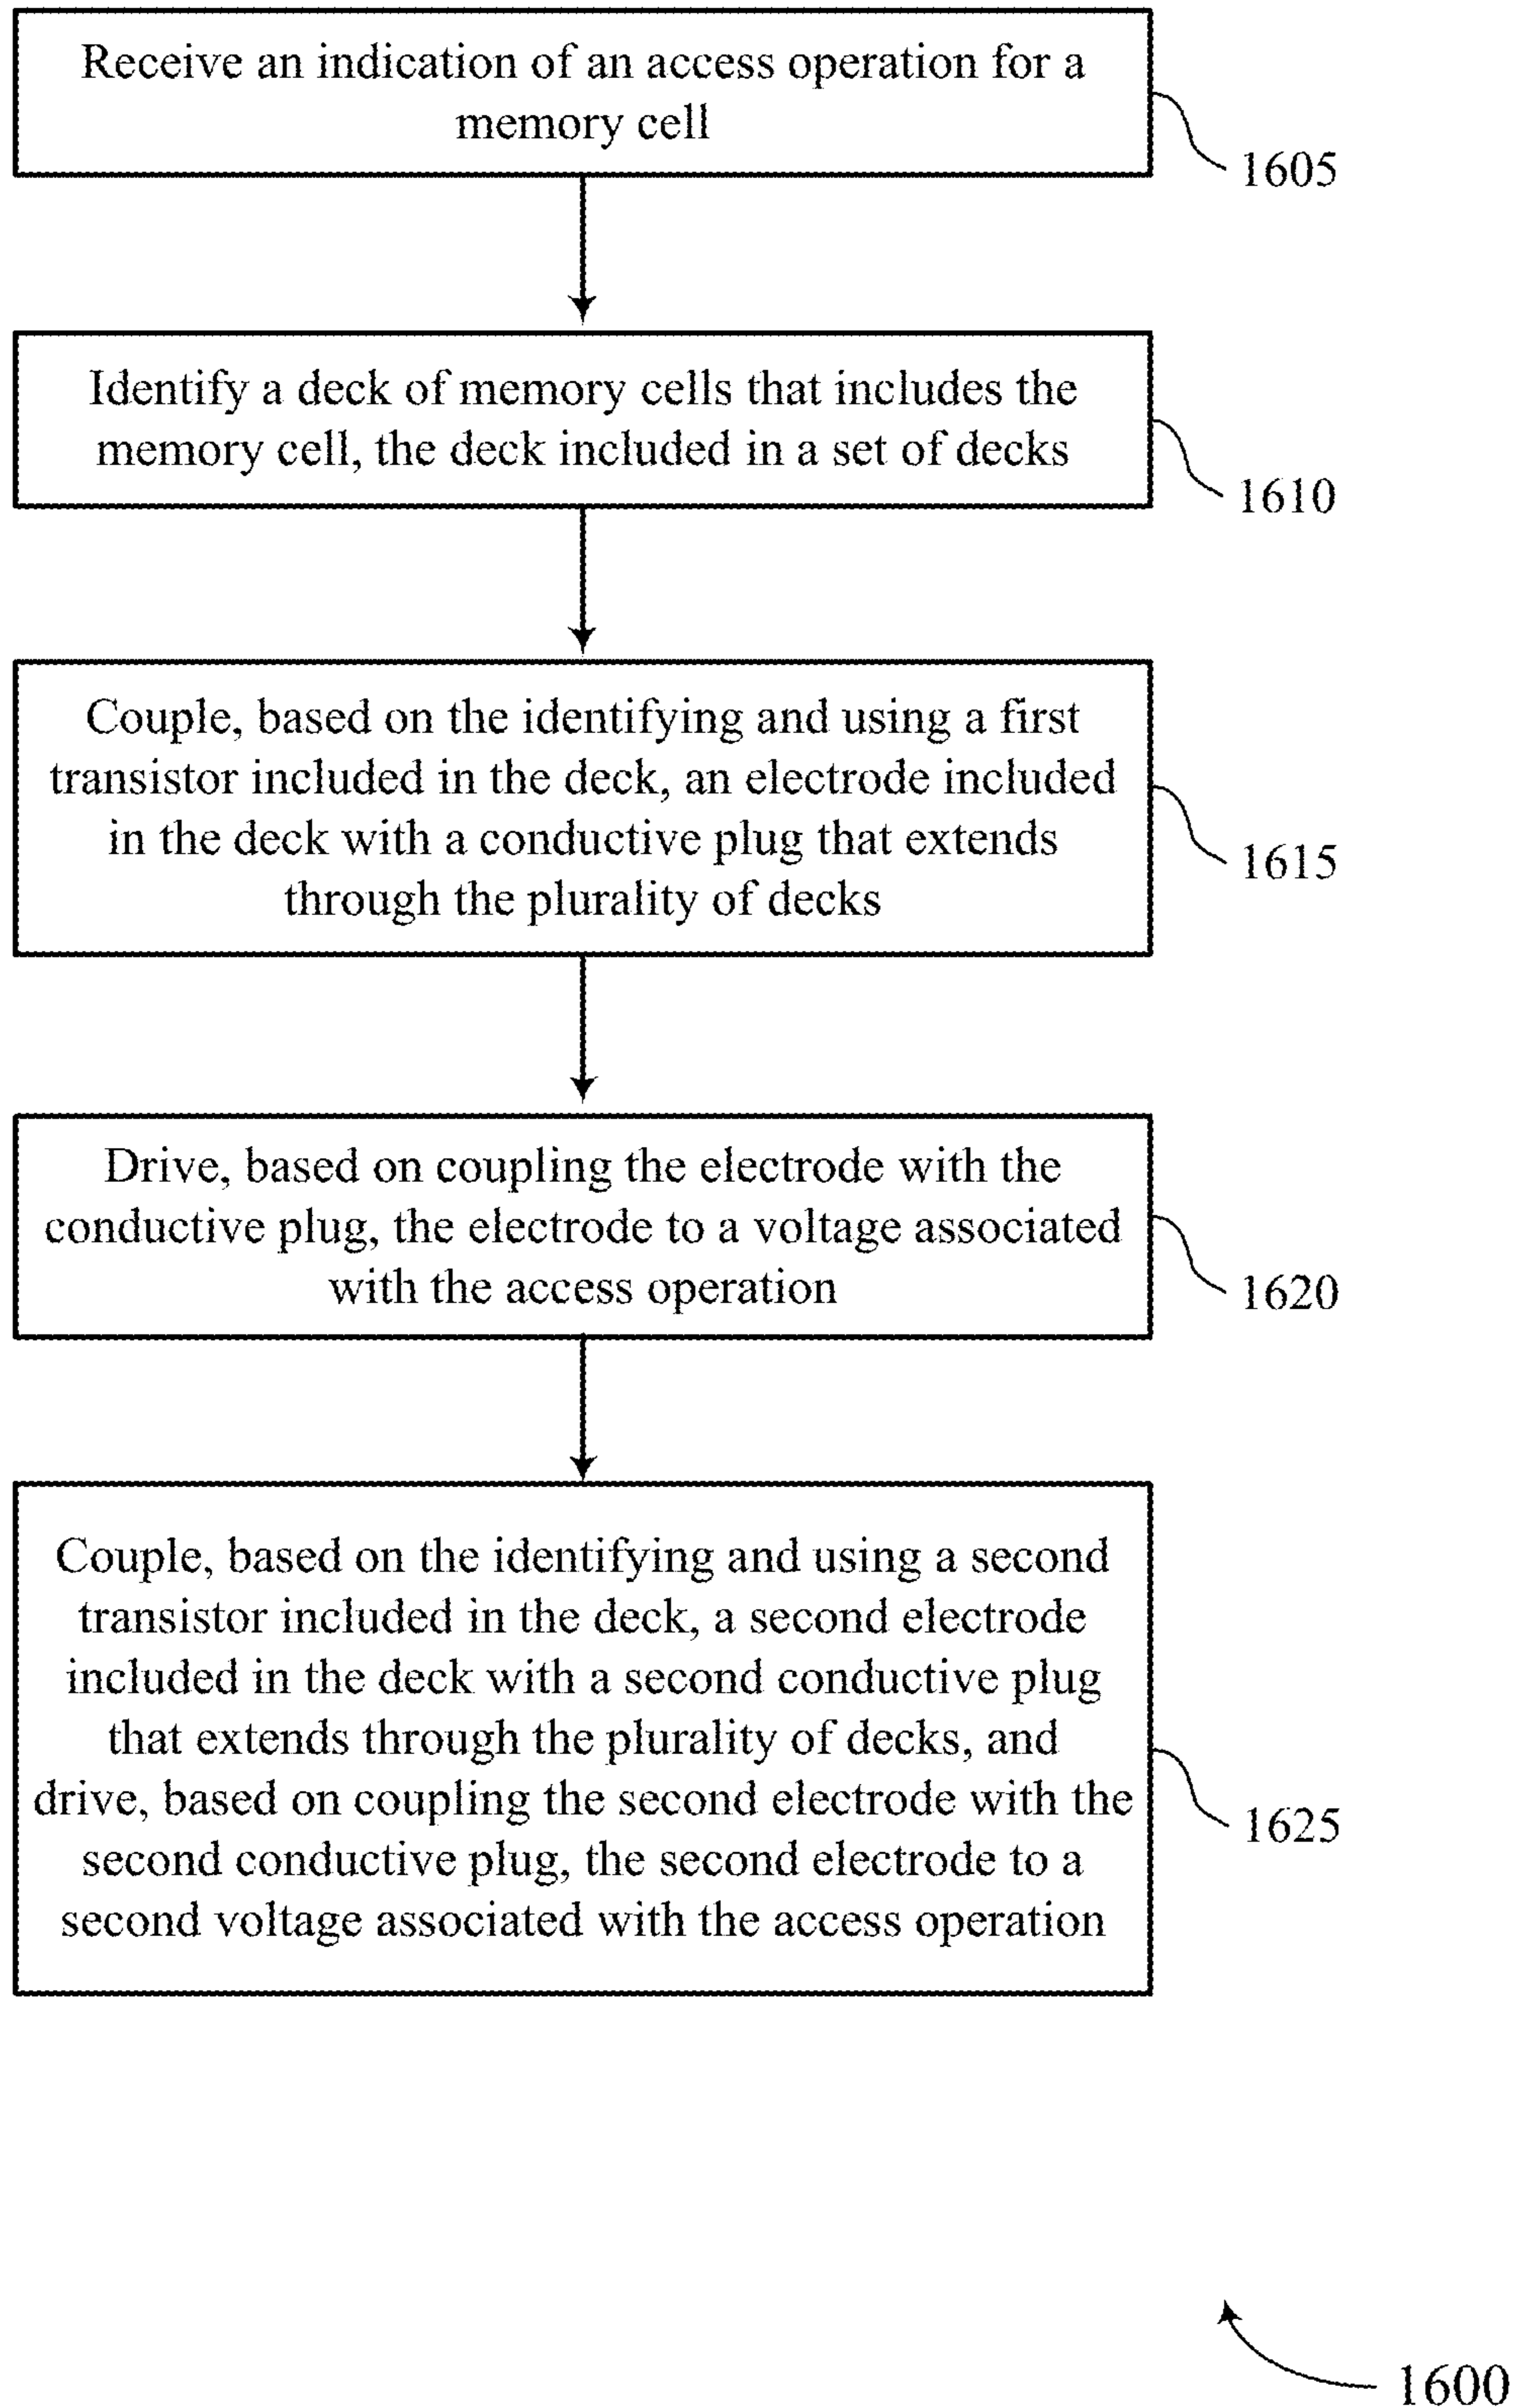 Receive an indication of an access operation for a
memory cell
1605
Identify a deck of memory cells that includes the
memory cell, the deck included in a set of decks
1610
Couple, based on the identifying and using a first
transistor included in the deck, an electrode included
in the deck with a conductive plug that extends
through the plurality of decks
1615
Drive, based on coupling the electrode with the
conductive plug, the electrode to a voltage associated
with the access operation
1620
Couple, based on the identifying and using a second
transistor included in the deck, a second electrode
included in the deck with a second conductive plug
that extends through the plurality of decks, and
drive, based on coupling the second electrode with the
second conductive plug, the second electrode to a
second voltage associated with the access operation
1625
1600